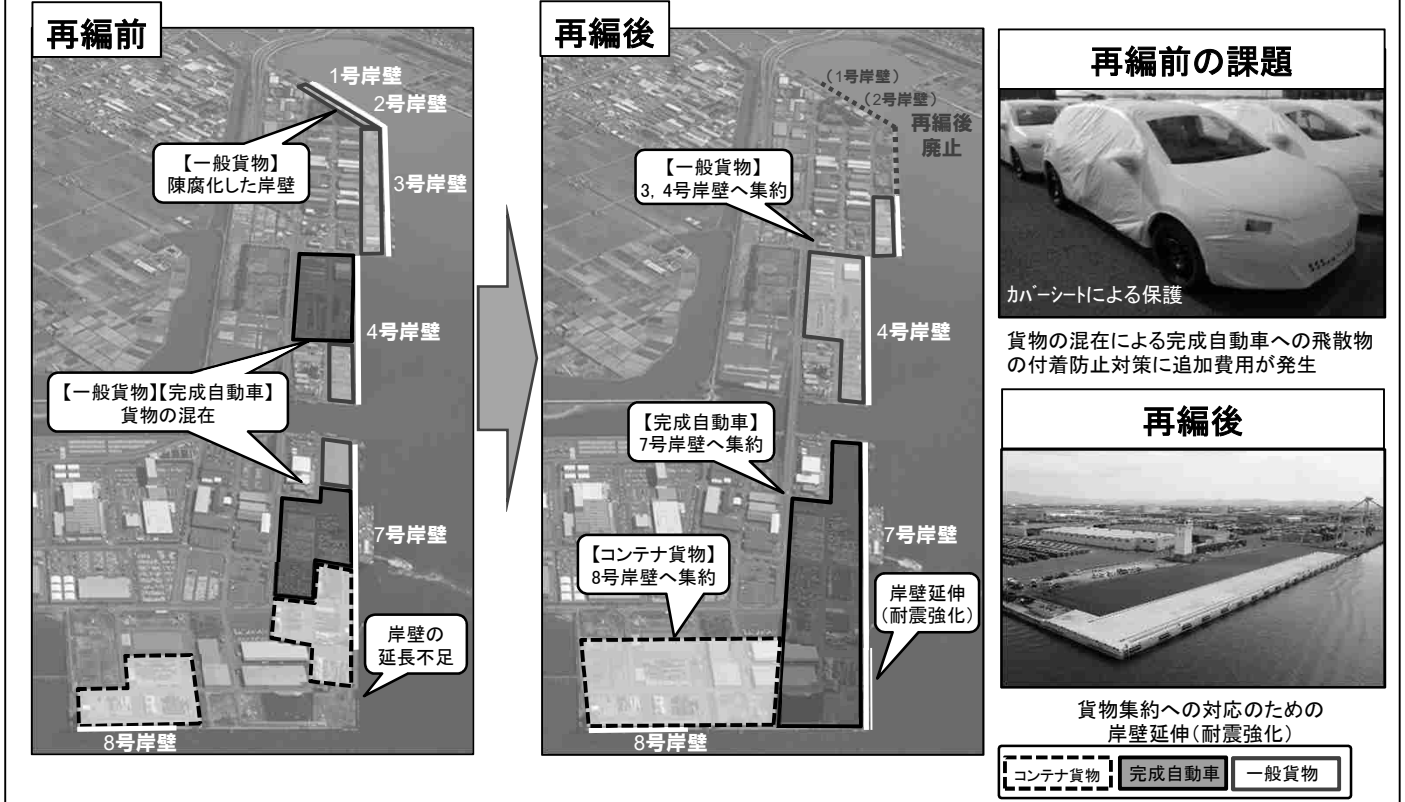 再編前
1号岸壁
2号岸壁
【一般貨物】
陳腐化した岸壁
3号岸壁
4号岸壁
【一般貨物】【完成自動車】
貨物の混在
7号岸壁
岸壁の
延長不足
8号岸壁
再編後
(1号岸壁)
(2号岸壁)
再編後
廃止
【一般貨物】
3, 4号岸壁へ集約
4号岸壁
【完成自動車】
7号岸壁へ集約
7号岸壁
【コンテナ貨物】
8号岸壁へ集約
岸壁延伸
(耐震強化)
8号岸壁
再編前の課題
カバーシートによる保護
貨物の混在による完成自動車への飛散物
の付着防止対策に追加費用が発生
再編後
貨物集約への対応のための
岸壁延伸(耐震強化)
コンテナ貨物
完成自動車
一般貨物